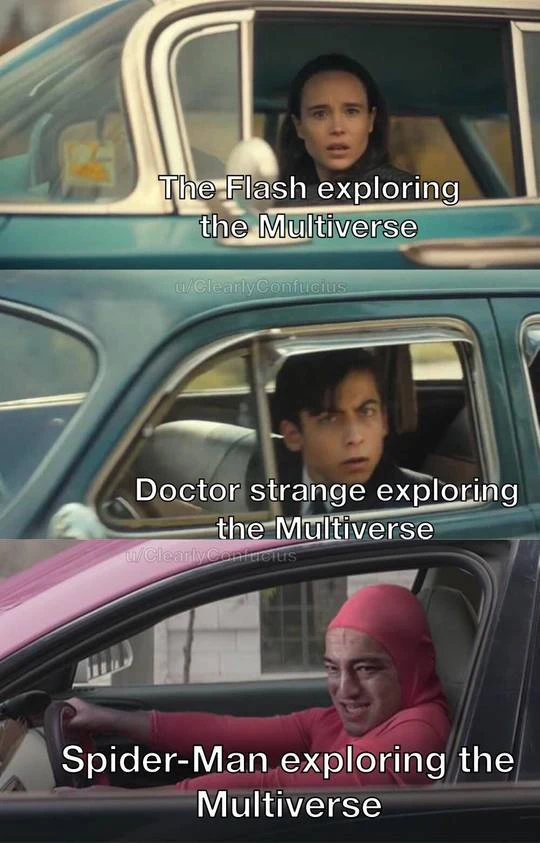 The Flash exploring
the Multiverse
u/ClearlyConfucius
Doctor strange exploring
the Multiverse
u/ClearlyConfucius
Spider-Man exploring the
Multiverse